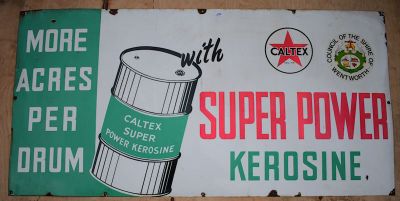 MORE
ACRES
PER
DRUM
with
CALTEX
SUPER
POWER KEROSINE
CALTEX
COUNCIL OF THE SHIRE OF
WENTWORTH
SUPER POWER
KEROSINE